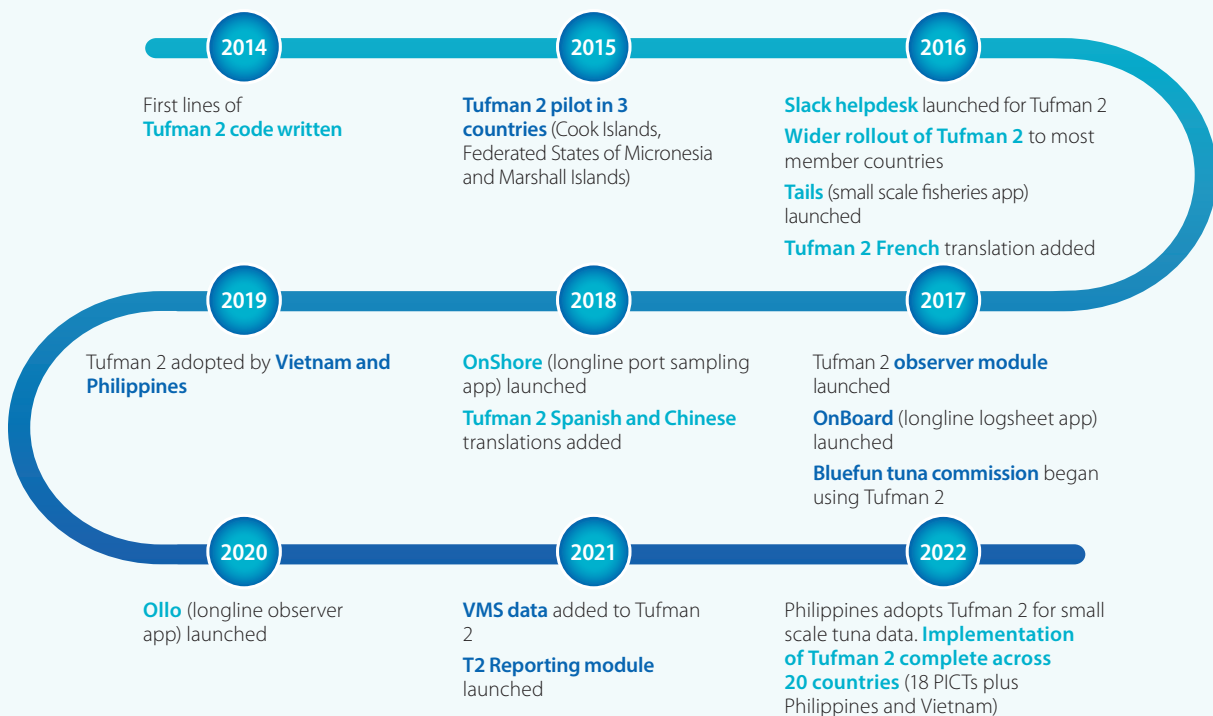 2014
First lines of
Tufman 2 code written
2015
Tufman 2 pilot in 3
countries (Cook Islands,
Federated States of Micronesia
and Marshall Islands)
2016
Slack helpdesk launched for Tufman 2
Wider rollout of Tufman 2 to most
member countries
Tails (small scale fisheries app)
launched
Tufman 2 French translation added
2017
Tufman 2 observer module
launched
OnBoard (longline logsheet app)
launched
Bluefun tuna commission began
using Tufman 2
2018
OnShore (longline port sampling
app) launched
Tufman 2 Spanish and Chinese
translations added
2019
Tufman 2 adopted by Vietnam and
Philippines
2020
Ollo (longline observer
app) launched
2021
VMS data added to Tufman
2
T2 Reporting module
launched
2022
Philippines adopts Tufman 2 for small
scale tuna data. Implementation
of Tufman 2 complete across
20 countries (18 PICTs plus
Philippines and Vietnam)